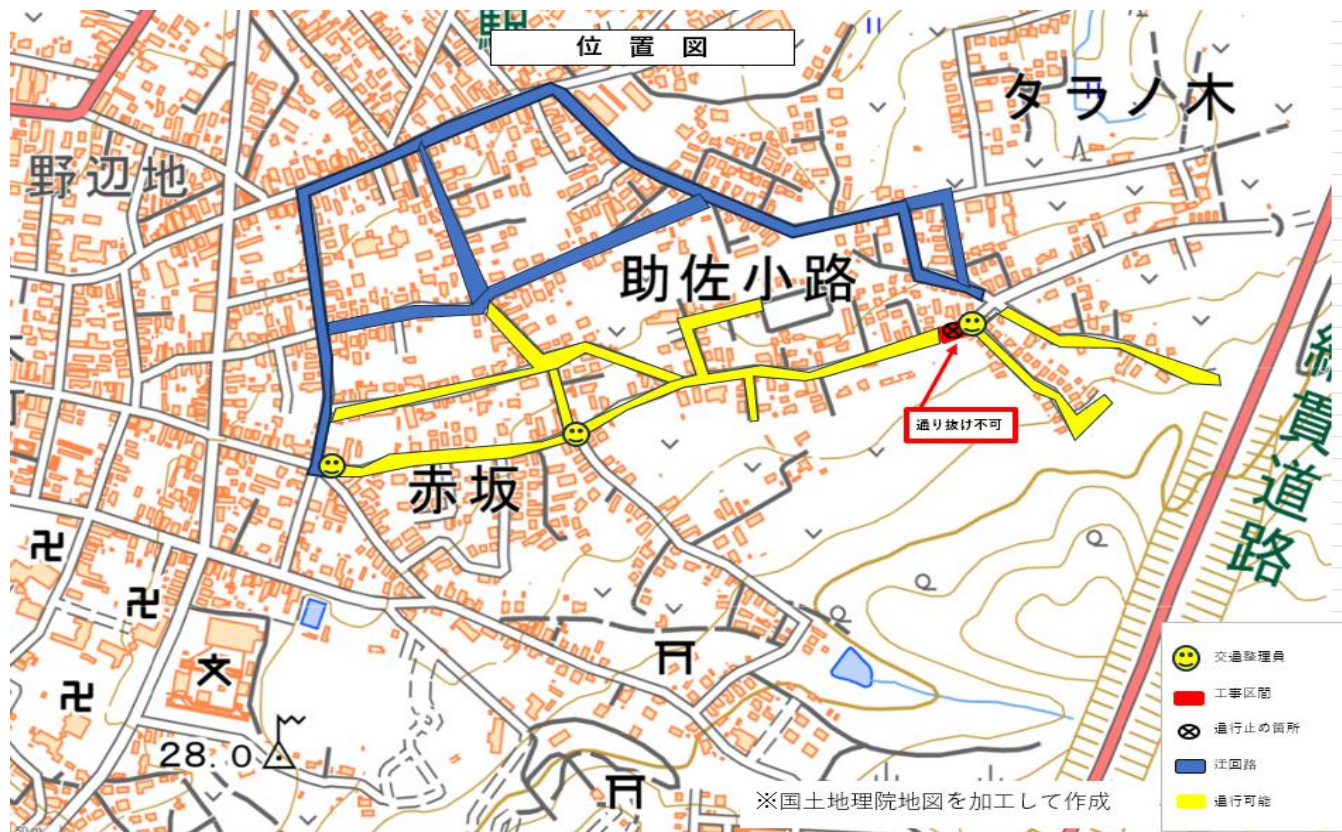 位 置 図
タラノ木
野辺地
助佐小路
通り抜け不可
赤坂
貫道路
28.0
交通整理員
工事区間
通行止め箇所
迂回路
通行可能
※国土地理院地図を加工して作成